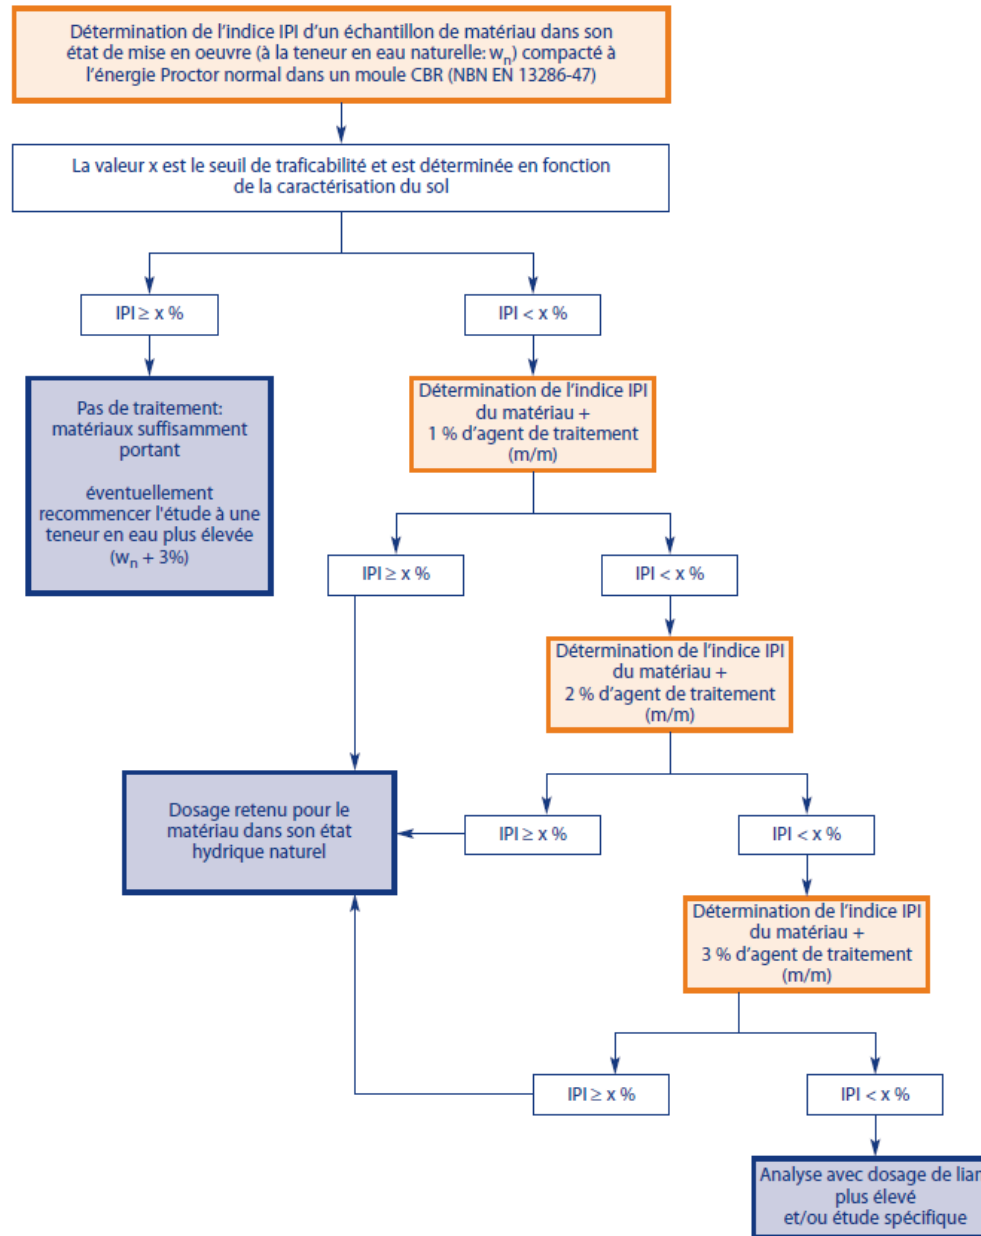 Détermination de l'indice IPI d'un échantillon de matériau dans son
état de mise en oeuvre (à la teneur en eau naturelle: wn) compacté à
l'énergie Proctor normal dans un moule CBR (NBN EN 13286-47)
La valeur x est le seuil de traficabilité et est déterminée en fonction
de la caractérisation du sol
IPI ≥ x %
IPI < x %
Pas de traitement:
matériaux suffisamment
portant
éventuellement
recommencer l'étude à une
teneur en eau plus élevée
(wn + 3%)
Détermination de l'indice IPI
du matériau +
1 % d'agent de traitement
(m/m)
IPI ≥ x %
IPI < x %
Détermination de l'indice IPI
du matériau +
2 % d'agent de traitement
(m/m)
Dosage retenu pour le
matériau dans son état
hydrique naturel
IPI ≥ x %
IPI < x %
Détermination de l'indice IPI
du matériau +
3 % d'agent de traitement
(m/m)
IPI ≥ x %
IPI < x %
Analyse avec dosage de
plus élevé
et/ou étude spécifique